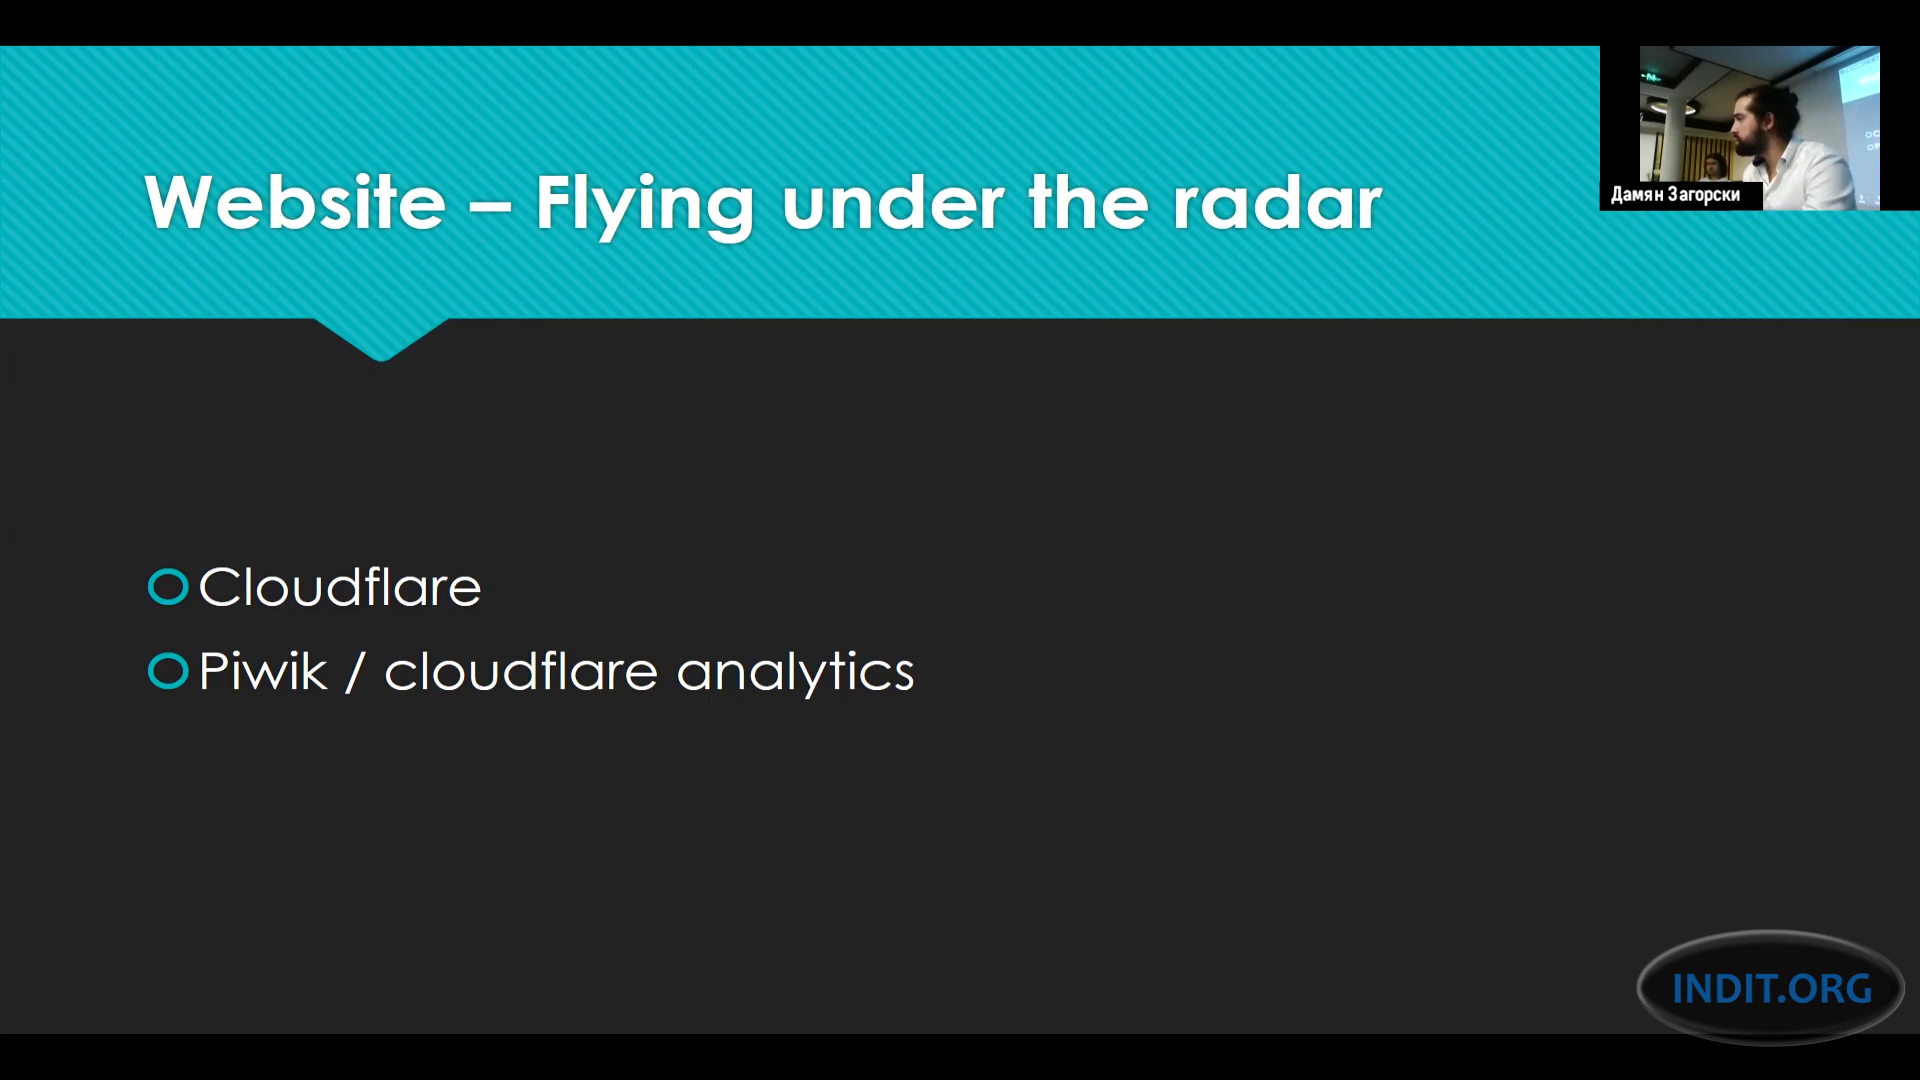 Website – Flying under the radar
Дамян Загорски
Cloudflare
Piwik / cloudflare analytics
INDIT.ORG